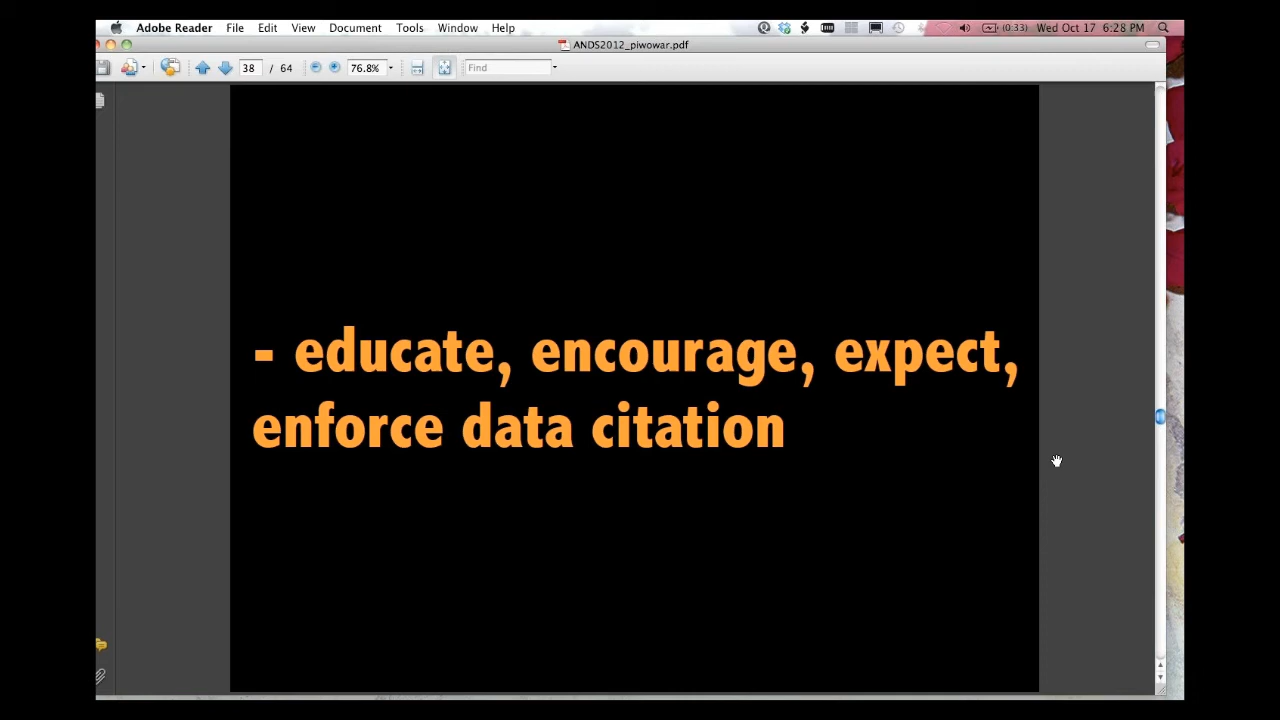 Adobe Reader File Edit View Document Tools Window Help (0:33) Wed Oct 17 6:28 PM
ANDS2012_piwowar.pdf
38 / 64 76.8% Find
- educate, encourage, expect,
enforce data citation